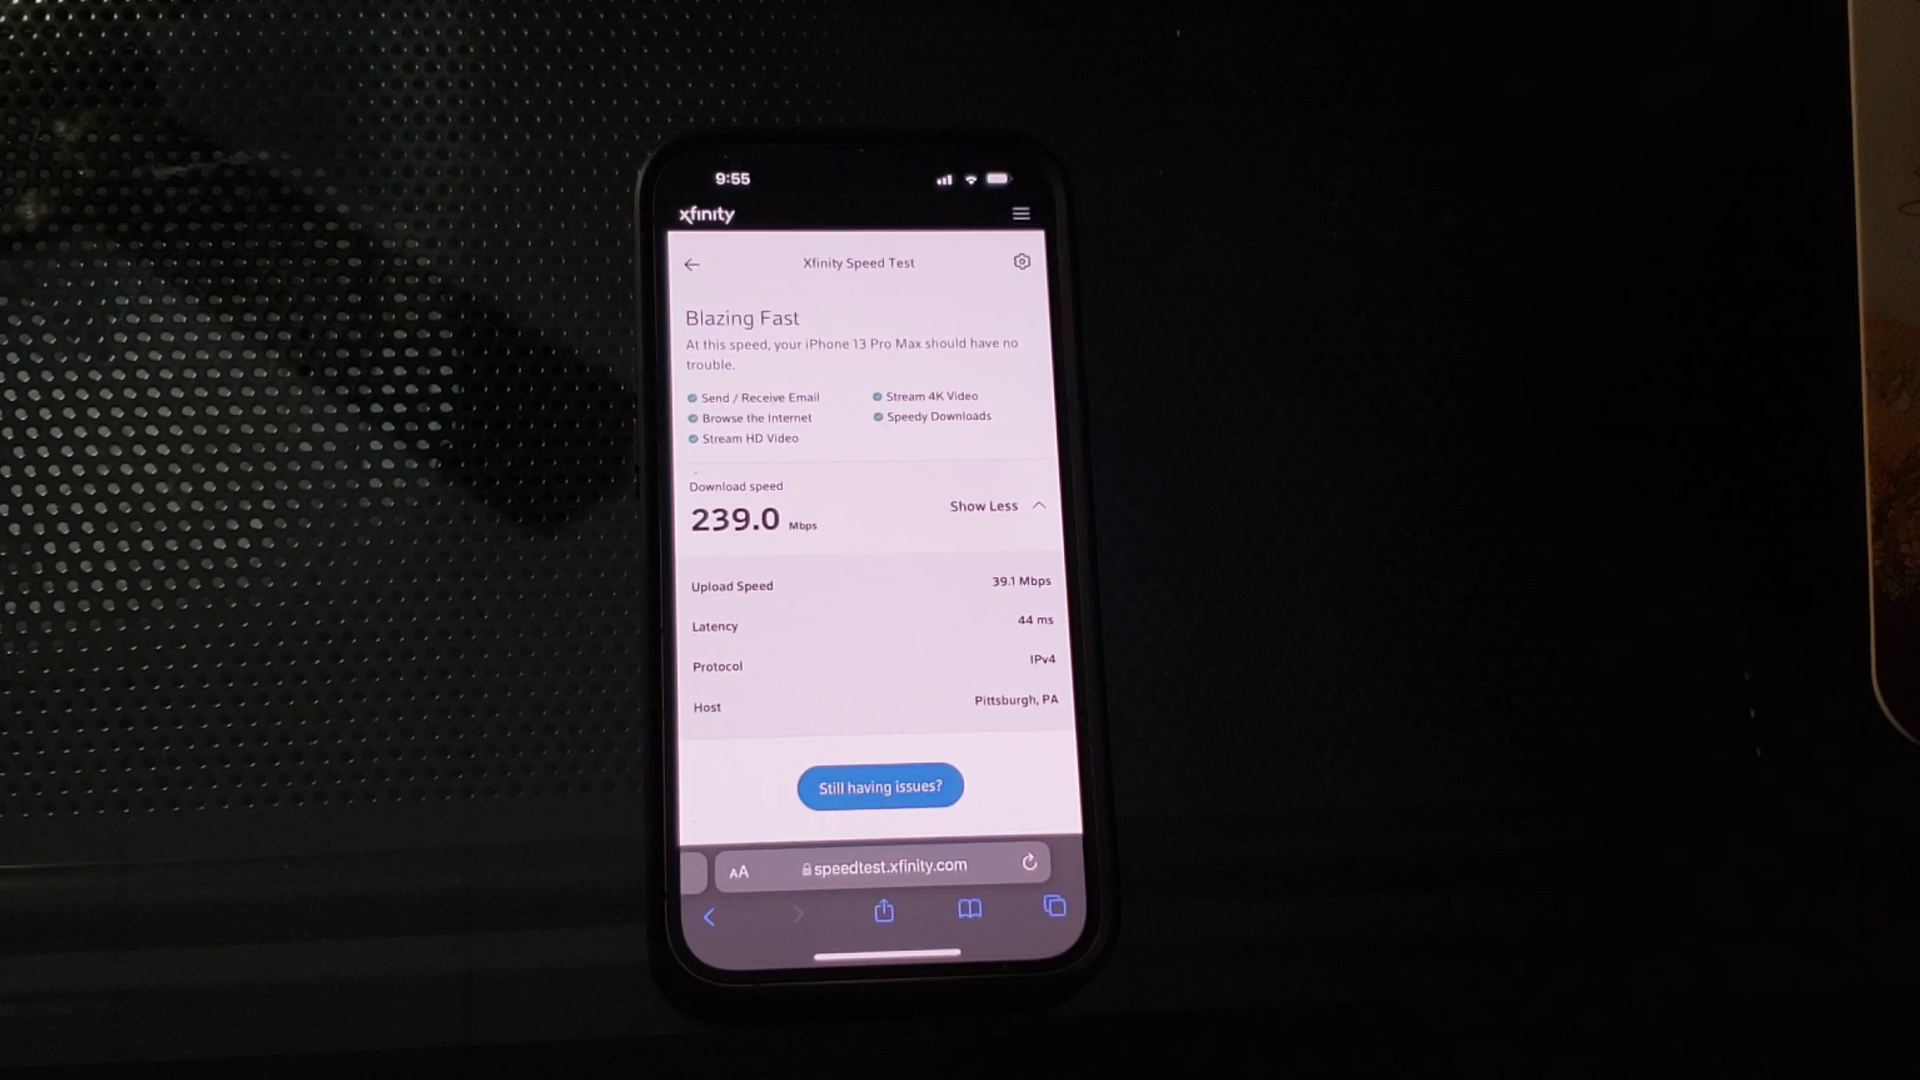 9:55
xfinity
Xfinity Speed Test
Blazing Fast
At this speed, your iPhone 13 Pro Max should have no
trouble.
Send / Receive Email
Stream 4K Video
Browse the Internet
Speedy Downloads
Stream HD Video
Download speed
239.0 Mbps
Show Less
Upload Speed 39.1 Mbps
Latency 44 ms
Protocol IPv4
Host Pittsburgh, PA
Still having issues?
AA speedtest.xfinity.com